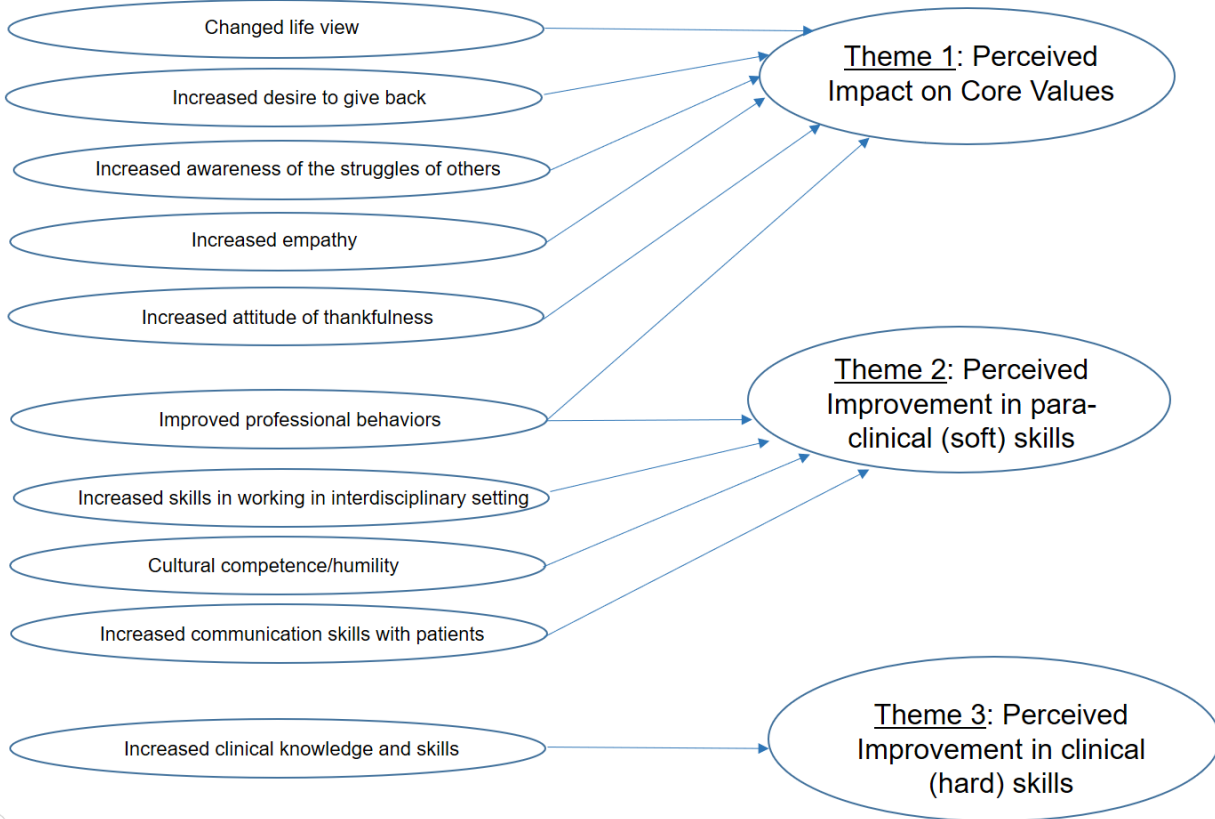 Changed life view
Increased desire to give back
Increased awareness of the struggles of others
Increased empathy
Increased attitude of thankfulness
Improved professional behaviors
Increased skills in working in interdisciplinary setting
Cultural competence/humility
Increased communication skills with patients
Increased clinical knowledge and skills
Theme 1: Perceived
Impact on Core Values
Theme 2: Perceived
Improvement in para-
clinical (soft) skills
Theme 3: Perceived
Improvement in clinical
(hard) skills